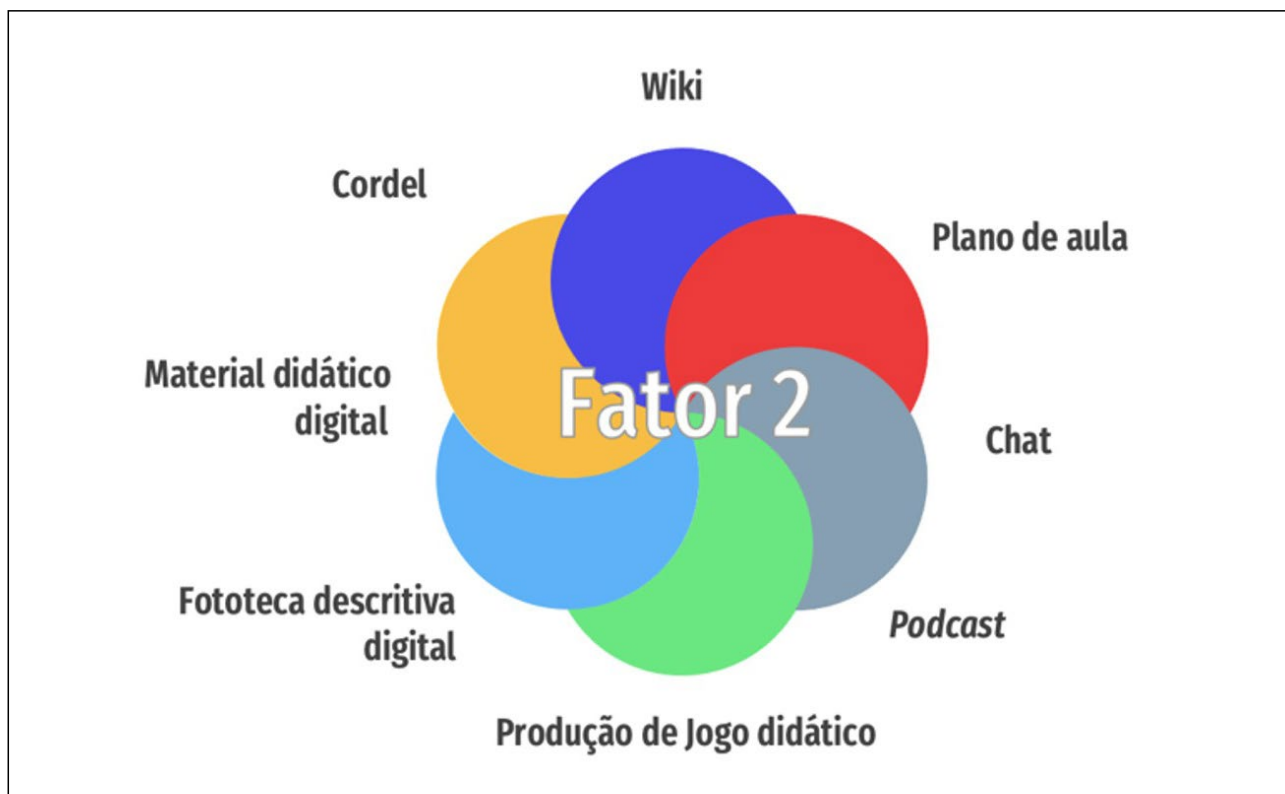 Wiki
Cordel
Plano de aula
Material didático
digital
Fator 2
Chat
Fototeca descritiva
digital
Podcast
Produção de Jogo didático